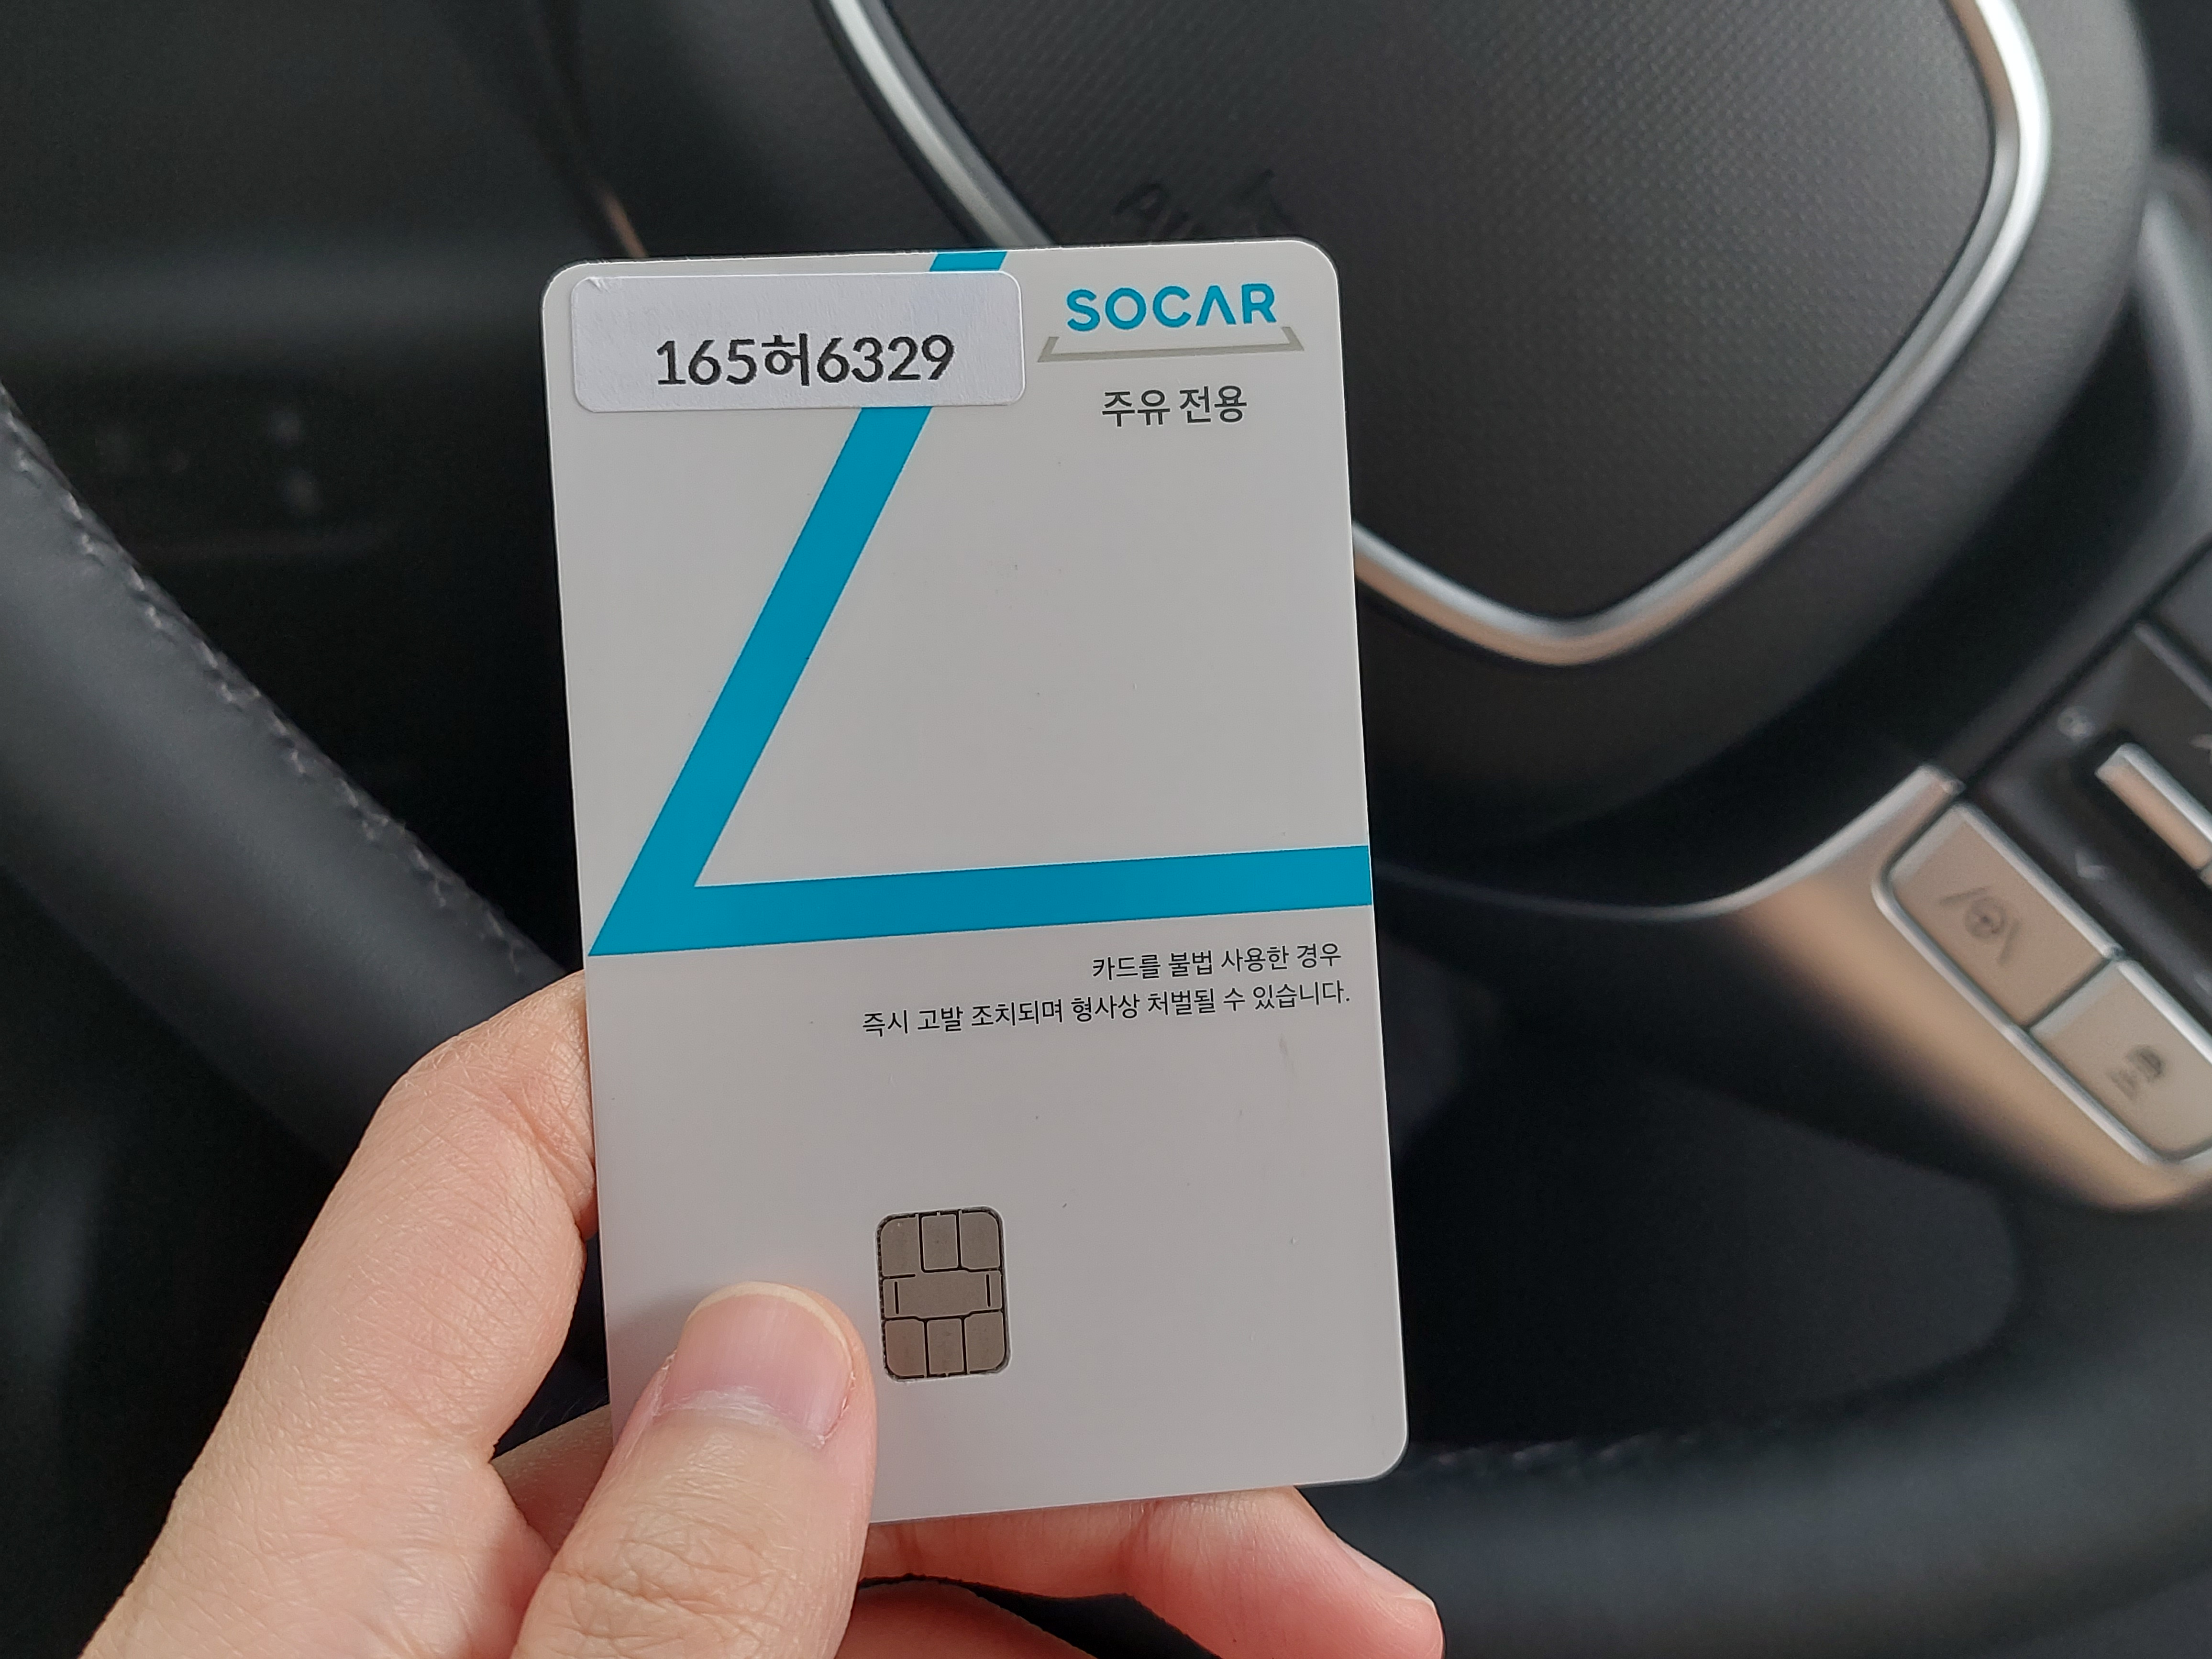 165허6329
SOCAR
주유 전용
카드를 불법 사용한 경우
즉시 고발 조치되며 형사상 처벌될 수 있습니다.